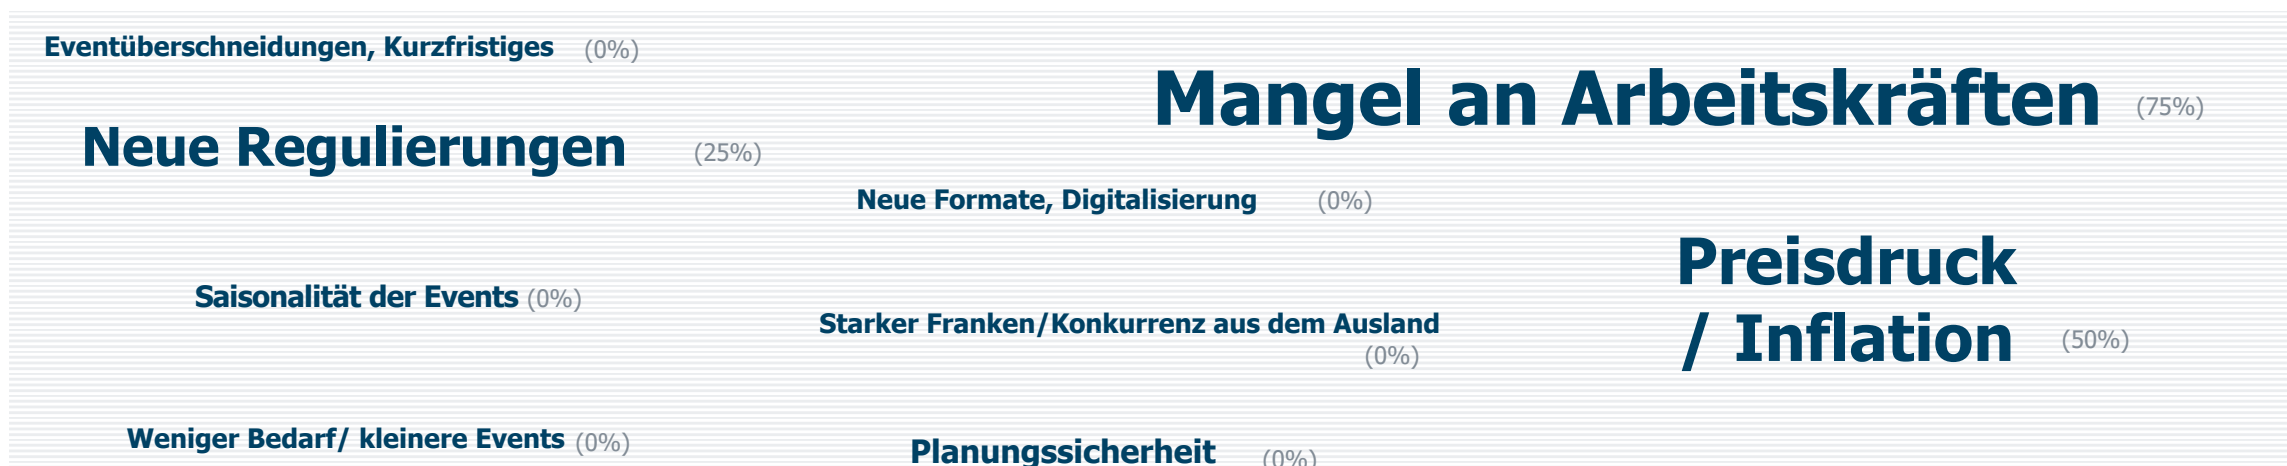 Eventüberschneidungen, Kurzfristiges (0%)
Mangel an Arbeitskräften (75%)
Neue Regulierungen (25%)
Neue Formate, Digitalisierung (0%)
Preisdruck
/ Inflation (50%)
Saisonalität der Events (0%)
Starker Franken/Konkurrenz aus dem Ausland
(0%)
Weniger Bedarf/ kleinere Events (0%)
Planungssicherheit (0%)